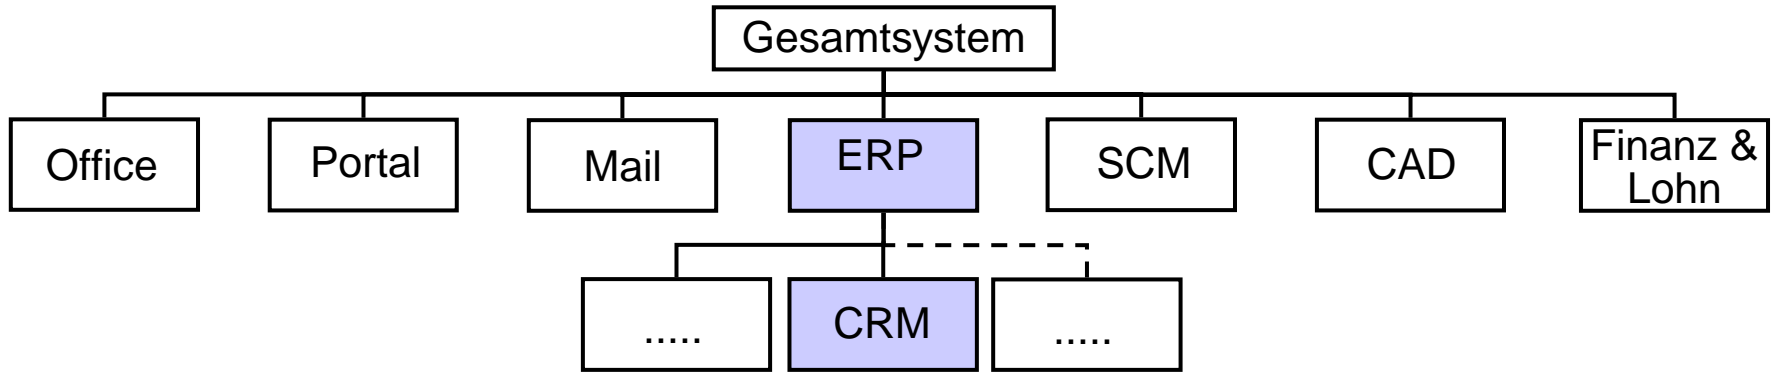 Gesamtsystem
Office
Portal
Mail
ERP
SCM
CAD
Finanz &
Lohn
.....
CRM
.....